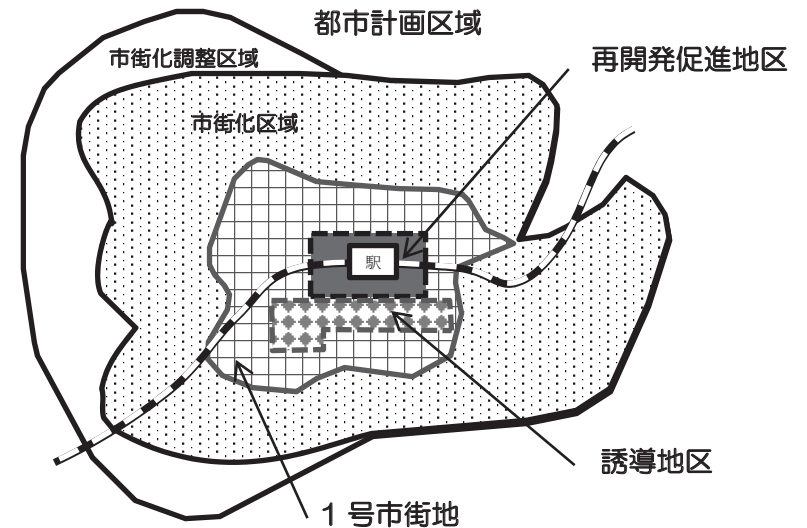 都市計画区域
市街化調整区域
再開発促進地区
市街化区域
駅
誘導地区
1号市街地